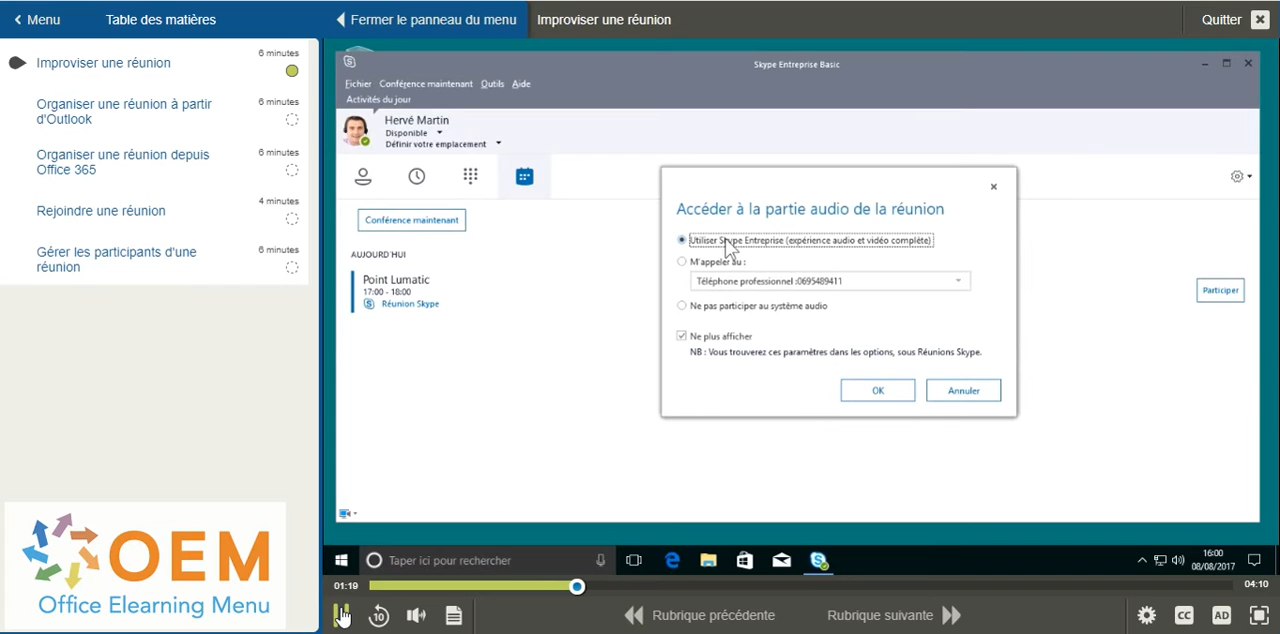 Menu
Table des matières
Fermer le panneau du menu
Improviser une réunion
Quitter
Improviser une réunion
6 minutes
Organiser une réunion à partir
d'Outlook
6 minutes
Organiser une réunion depuis
Office 365
6 minutes
Rejoindre une réunion
4 minutes
Gérer les participants d'une
réunion
6 minutes
OEM
Office Elearning Menu
Skype Entreprise Basic
Fichier Conférence maintenant Outils Aide
Activités du jour
Hervé Martin
Disponible
Définir votre emplacement
Conférence maintenant
AUJOURD'HUI
Point Lumatic
17:00 - 18:00
Réunion Skype
Participer
Accéder à la partie audio de la réunion
Utiliser Skype Entreprise (expérience audio et vidéo complète)
M'appeler au :
Téléphone professionnel :0695489411
Ne pas participer au système audio
Ne plus afficher
NB : Vous trouverez ces paramètres dans les options, sous Réunions Skype.
OK Annuler
Taper ici pour rechercher
16:00
08/08/2017
01:19
04:10
10
Rubrique précédente
Rubrique suivante
CC
AD